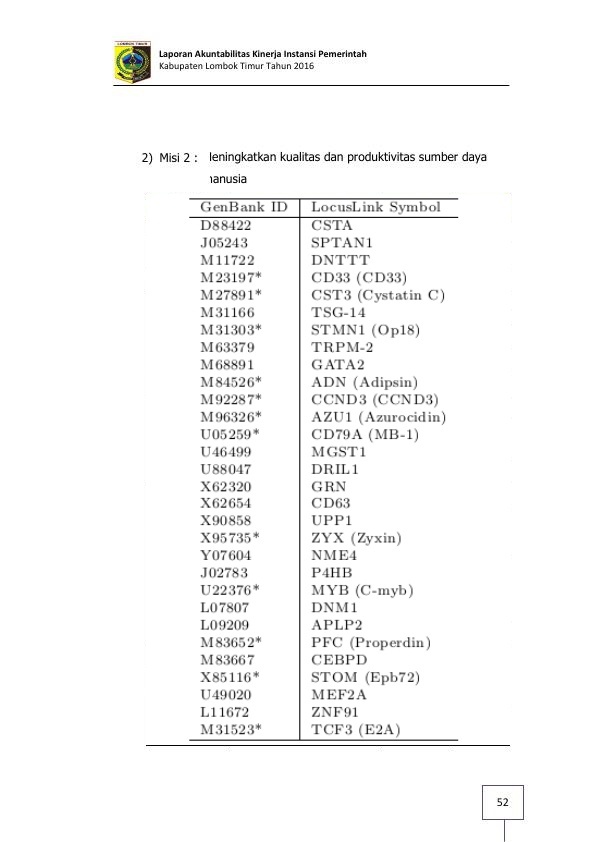 LOMBOK TIMUR
Laporan Akuntabilitas Kinerja Instansi Pemerintah
Kabupaten Lombok Timur Tahun 2016
2) Misi 2 : leningkatkan kualitas dan produktivitas sumber daya
ıanusia
GenBank ID LocusLink Symbol
D88422 CSTA
J05243 SPTAN1
M11722 DNTTT
M23197* CD33 (CD33)
M27891* CST3 (Cystatin C)
M31166 TSG-14
M31303* STMN1 (Op18)
M63379 TRPM-2
M68891 GATA2
M84526* ADN (Adipsin)
M92287* CCND3 (CCND3)
M96326* AZU1 (Azurocidin)
U05259* CD79A (MB-1)
U46499 MGST1
U88047 DRIL1
X62320 GRN
X62654 CD63
X90858 UPP1
X95735* ZYX (Zyxin)
Y07604 NME4
J02783 P4HB
U22376* MYB (C-myb)
L07807 DNM1
L09209 APLP2
M83652* PFC (Properdin)
M83667 CEBPD
X85116* STOM (Epb72)
U49020 MEF2A
L11672 ZNF91
M31523* TCF3 (E2A)
52